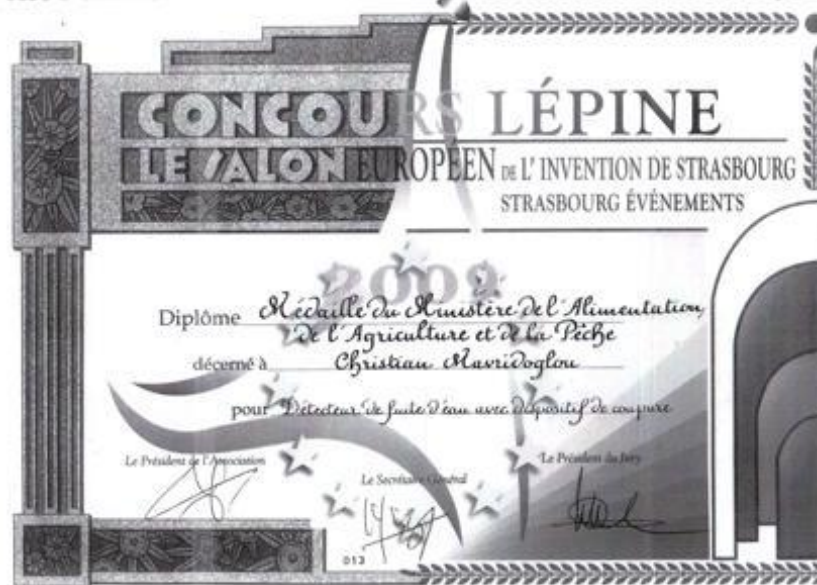 CONCOURS LÉPINE
LE SALON EUROPÉEN DE L' INVENTION DE STRASBOURG
STRASBOURG ÉVÉNEMENTS
2009
Diplôme Médaille du Ministère de l'Alimentation,
de l'Agriculture et de la Pêche
décerné à Christian Mavridoglou
pour Détecteur de fuite d'eau avec dispositif de coupure
Le Président de l'Association
Le Secrétaire Général
Le Président du Jury
013